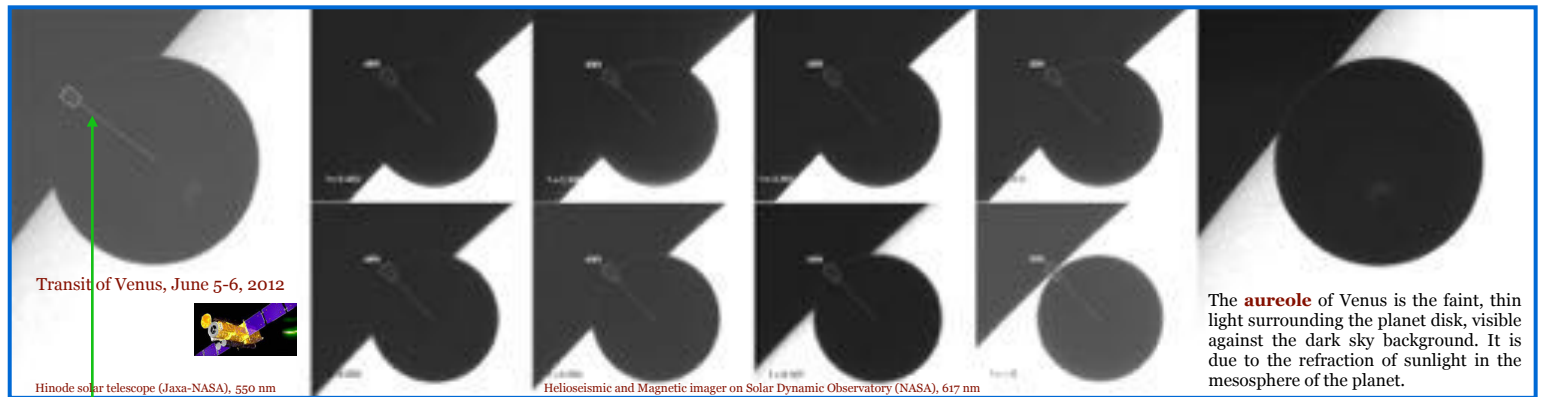 Transit of Venus, June 5-6, 2012
Hinode solar telescope (Jaxa-NASA), 550 nm
Helioseismic and Magnetic imager on Solar Dynamic Observatory (NASA), 617 nm
The aureole of Venus is the faint, thin
light surrounding the planet disk, visible
against the dark sky background. It is
due to the refraction of sunlight in the
mesosphere of the planet.